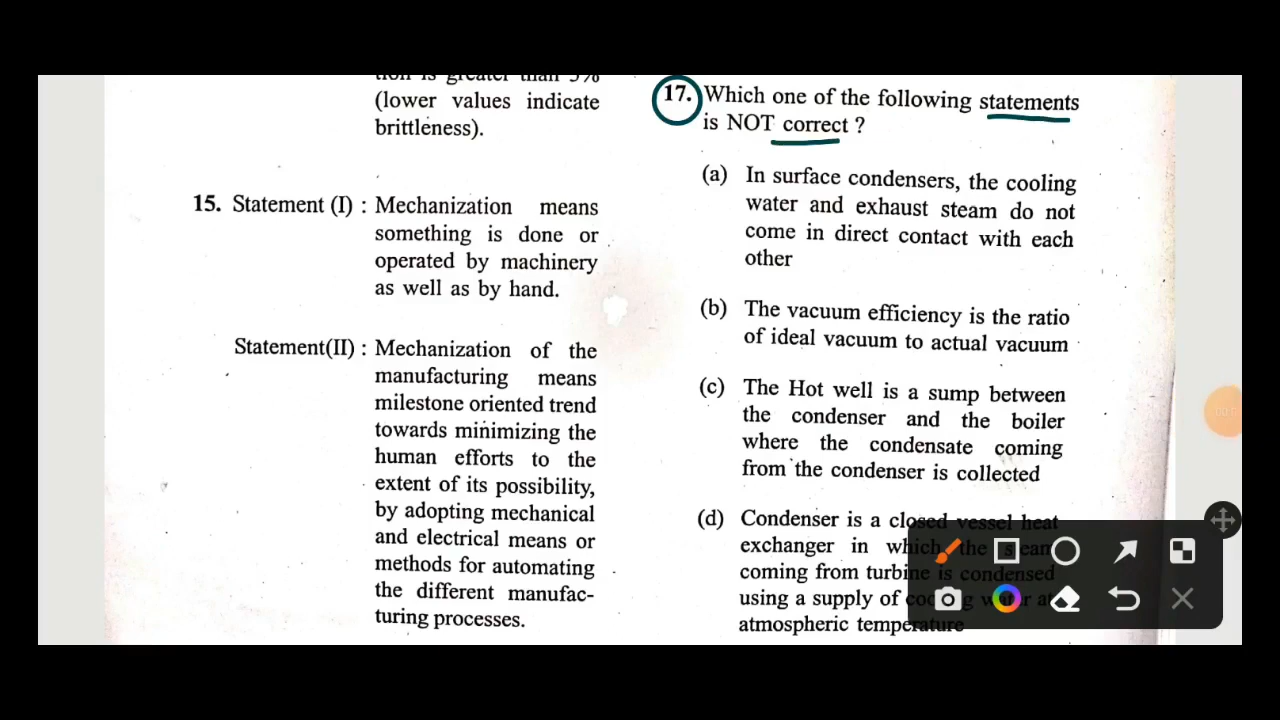 (lower values indicate
brittleness).
15. Statement (I) : Mechanization means
something is done or
operated by machinery
as well as by hand.
Statement(II) : Mechanization of the
manufacturing means
milestone oriented trend
towards minimizing the
human efforts to the
extent of its possibility,
by adopting mechanical
and electrical means or
methods for automating
the different manufac-
turing processes.
17. Which one of the following statements
is NOT correct ?
(a) In surface condensers, the cooling
water and exhaust steam do not
come in direct contact with each
other
(b) The vacuum efficiency is the ratio
of ideal vacuum to actual vacuum
(c) The Hot well is a sump between
the condenser and the boiler
where the condensate coming
from the condenser is collected
(d) Condenser is a closed vessel heat
exchanger in which the steam
coming from turbine is condensed
using a supply of cooling water at
atmospheric temperature